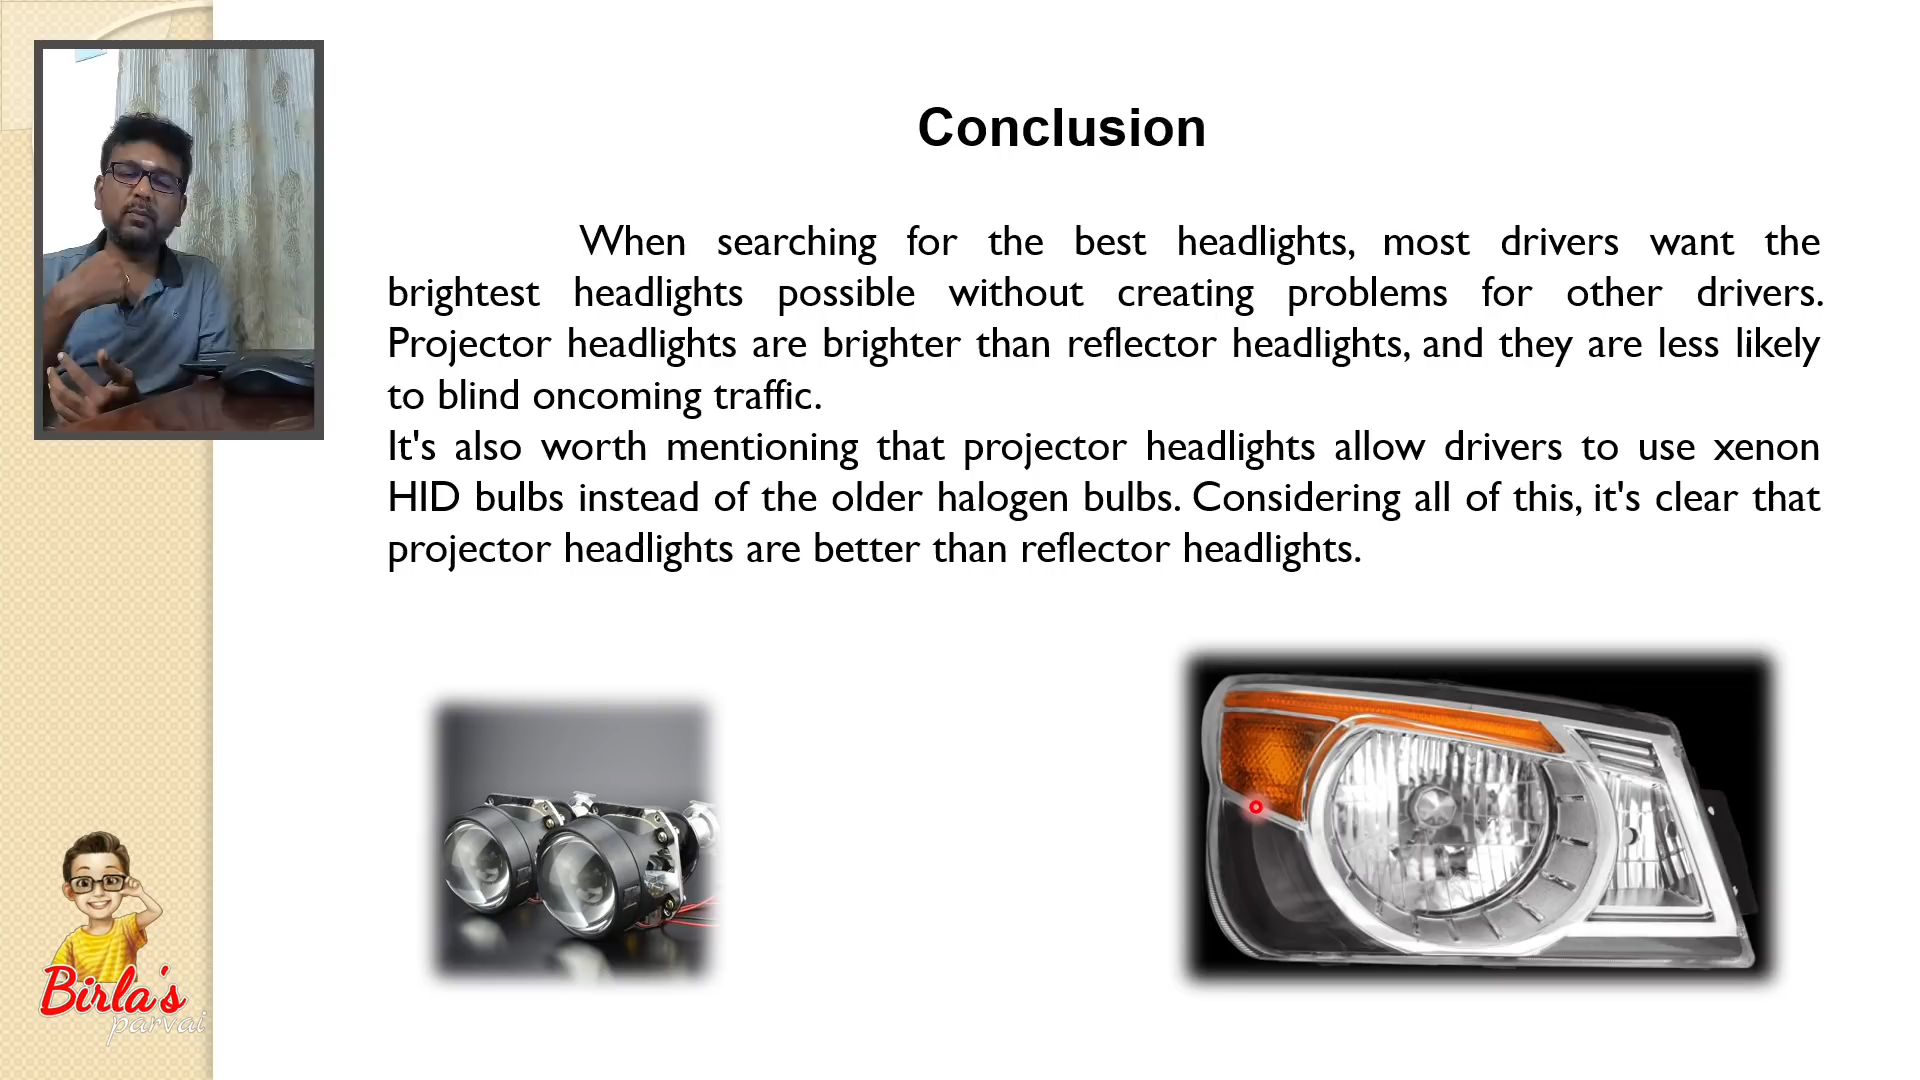 Conclusion
When searching for the best headlights, most drivers want the
brightest headlights possible without creating problems for other drivers.
Projector headlights are brighter than reflector headlights, and they are less likely
to blind oncoming traffic.
It's also worth mentioning that projector headlights allow drivers to use xenon
HID bulbs instead of the older halogen bulbs. Considering all of this, it's clear that
projector headlights are better than reflector headlights.
Birla's
parvai